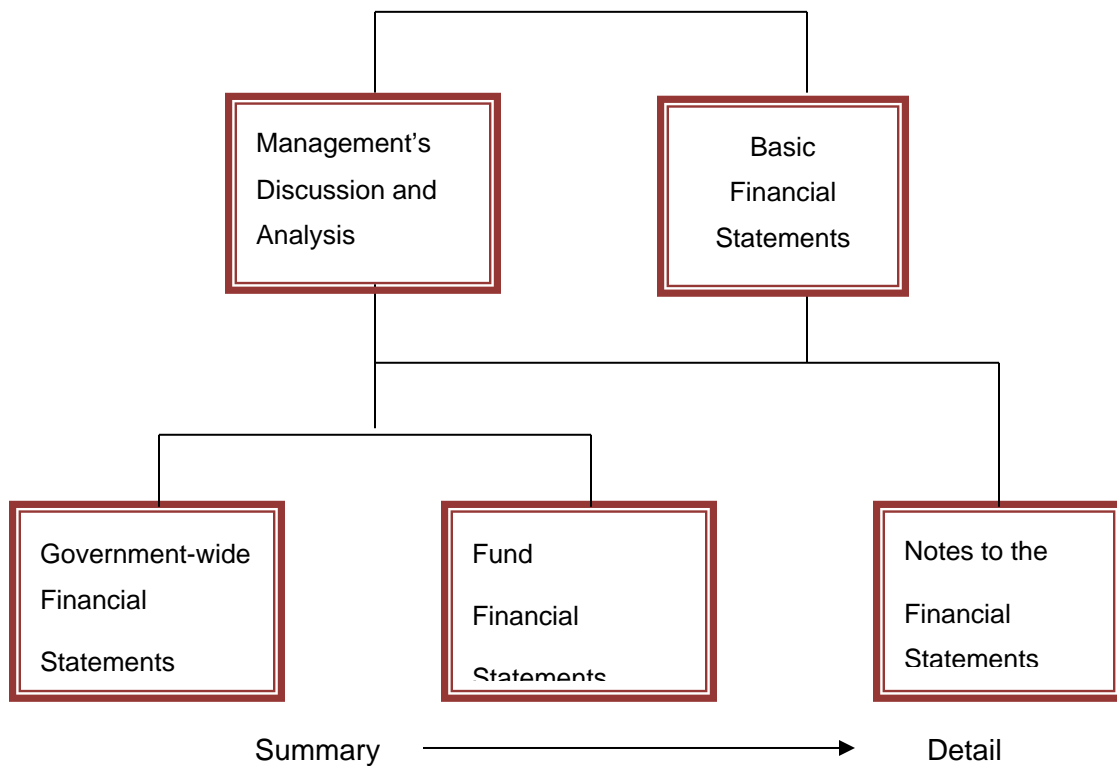 Management’s
Discussion and
Analysis
Basic
Financial
Statements
Government-wide
Financial
Statements
Fund
Financial
Statements
Notes to the
Financial
Statements
Summary
Detail